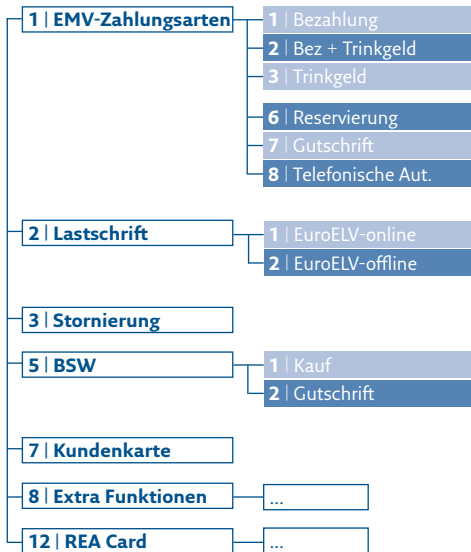 1 | EMV-Zahlungsarten
1 | Bezahlung
2 | Bez + Trinkgeld
3 | Trinkgeld
6 | Reservierung
7 | Gutschrift
8 | Telefonische Aut.
2 | Lastschrift
1 | EuroELV-online
2 | EuroELV-offline
3 | Stornierung
5 | BSW
1 | Kauf
2 | Gutschrift
7 | Kundenkarte
8 | Extra Funktionen
...
12 | REA Card
...